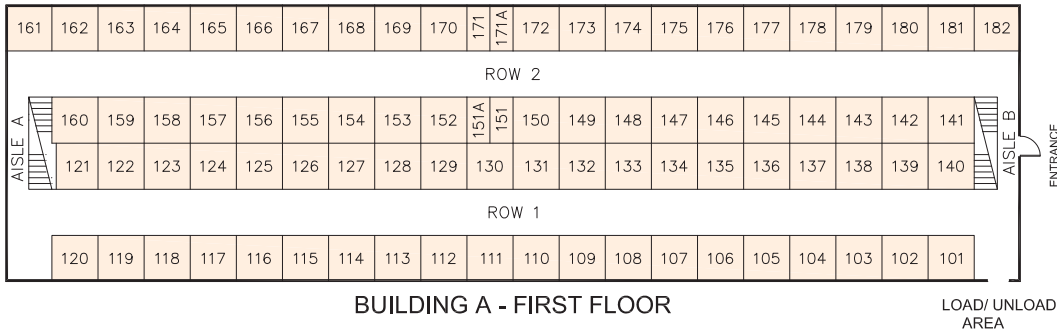 161 162 163 164 165 166 167 168 169 170 171 171A 172 173 174 175 176 177 178 179 180 181 182
ROW 2
AISLE A
160 159 158 157 156 155 154 153 152 151A 151 150 149 148 147 146 145 144 143 142 141
AISLE B
ENTRANCE
121 122 123 124 125 126 127 128 129 130 131 132 133 134 135 136 137 138 139 140
ROW 1
120 119 118 117 116 115 114 113 112 111 110 109 108 107 106 105 104 103 102 101
BUILDING A - FIRST FLOOR
LOAD/ UNLOAD
AREA